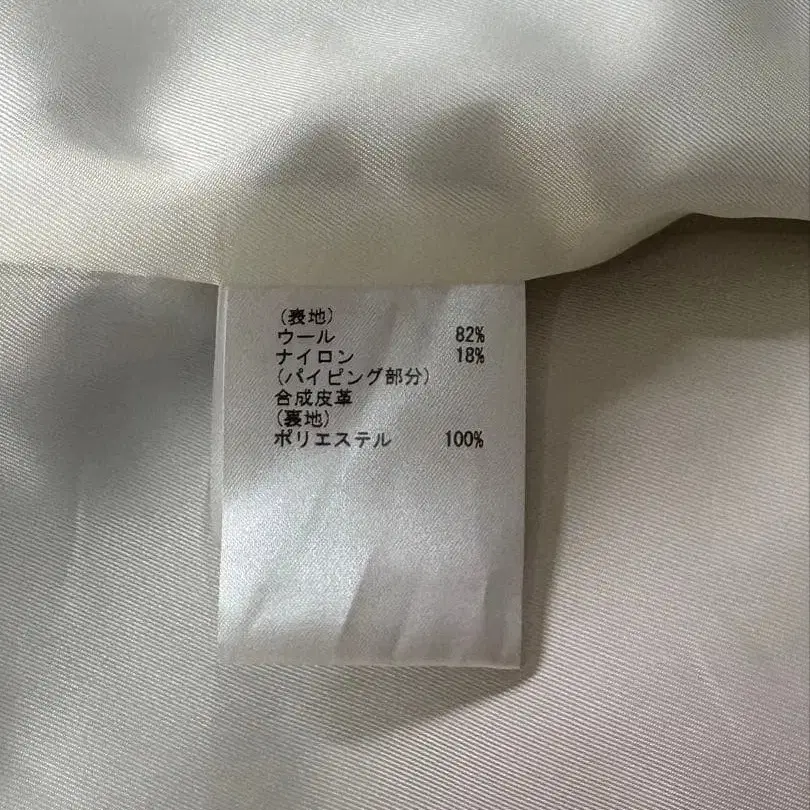 (表地)
ウール 82%
ナイロン 18%
(パイピング部分)
合成皮革
(裏地)
ポリエステル 100%